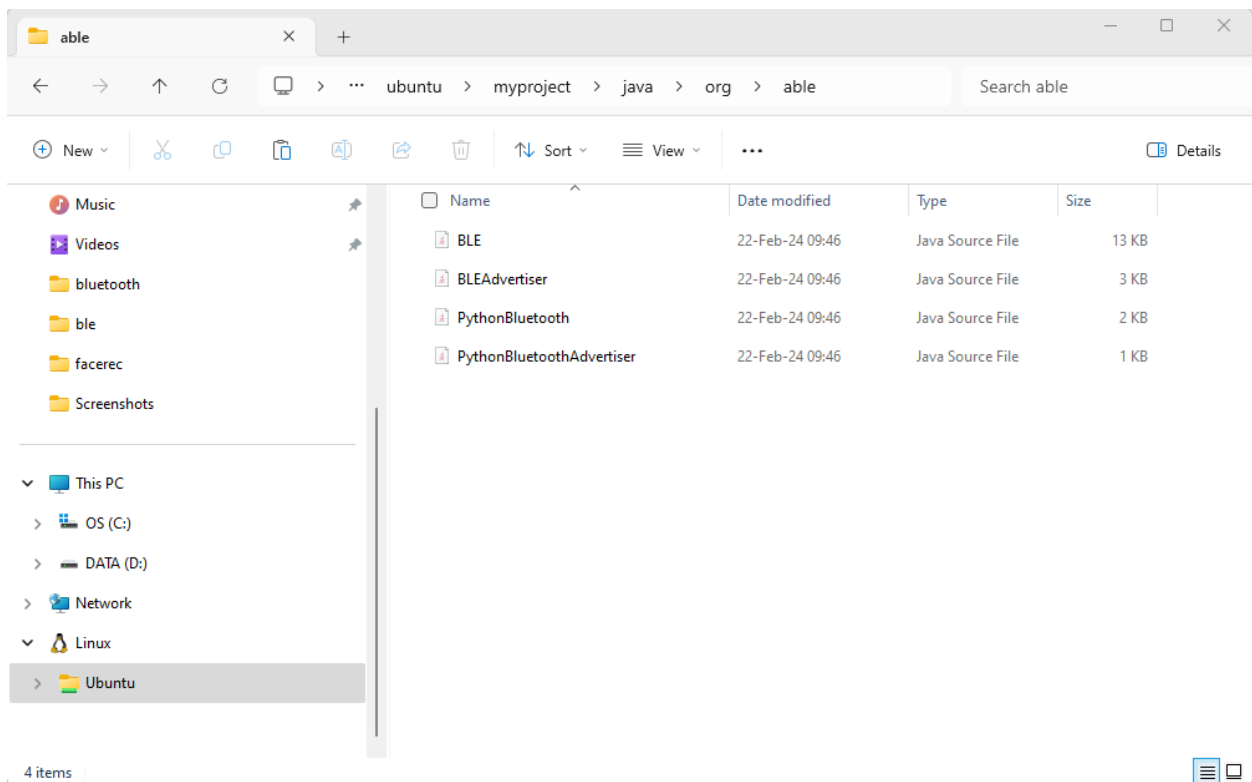 able
ubuntu > myproject > java > org > able
Search able
New
Sort
View
Details
Music
Videos
bluetooth
ble
facerec
Screenshots
This PC
OS (C:)
DATA (D:)
Network
Linux
Ubuntu
Name Date modified Type Size
BLE 22-Feb-24 09:46 Java Source File 13 KB
BLEAdvertiser 22-Feb-24 09:46 Java Source File 3 KB
PythonBluetooth 22-Feb-24 09:46 Java Source File 2 KB
PythonBluetoothAdvertiser 22-Feb-24 09:46 Java Source File 1 KB
4 items